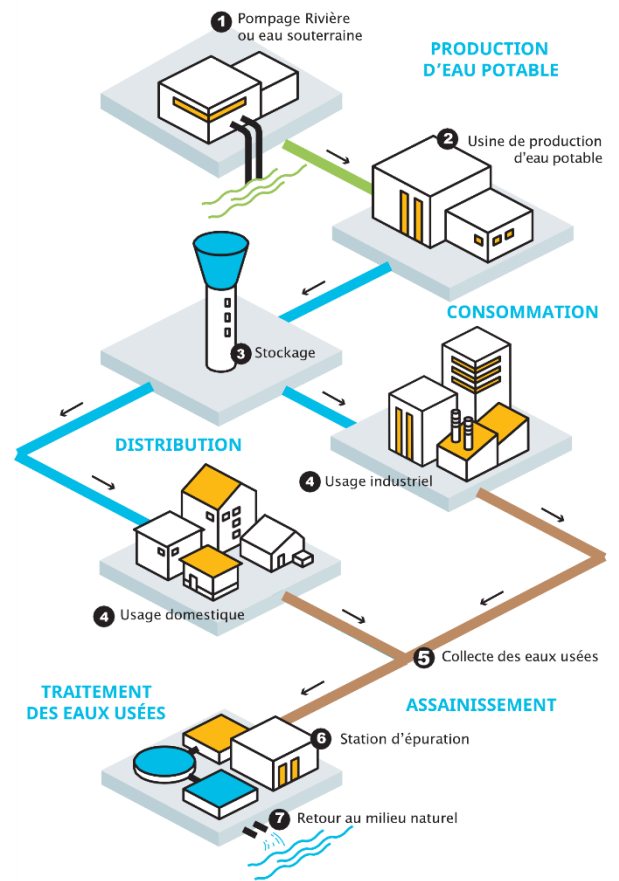 1 Pompage Rivière
ou eau souterraine
PRODUCTION
D'EAU POTABLE
2 Usine de production
d'eau potable
CONSOMMATION
3 Stockage
DISTRIBUTION
4 Usage industriel
4 Usage domestique
5 Collecte des eaux usées
TRAITEMENT
DES EAUX USÉES
ASSAINISSEMENT
6 Station d'épuration
7 Retour au milieu naturel